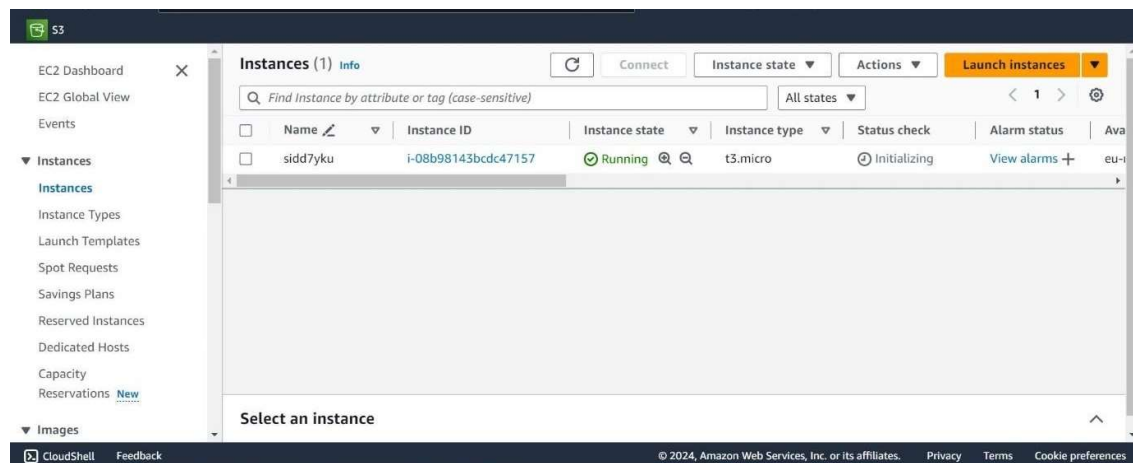 S3
EC2 Dashboard
EC2 Global View
Events
Instances
Instances
Instance Types
Launch Templates
Spot Requests
Savings Plans
Reserved Instances
Dedicated Hosts
Capacity
Reservations New
Images
Instances (1) Info
Connect Instance state Actions Launch instances
Find Instance by attribute or tag (case-sensitive) All states 1
Name Instance ID Instance state Instance type Status check Alarm status Ava
sidd7yku i-08b98143bcdc47157 Running t3.micro Initializing View alarms + eu-
Select an instance
CloudShell Feedback © 2024, Amazon Web Services, Inc. or its affiliates. Privacy Terms Cookie preferences